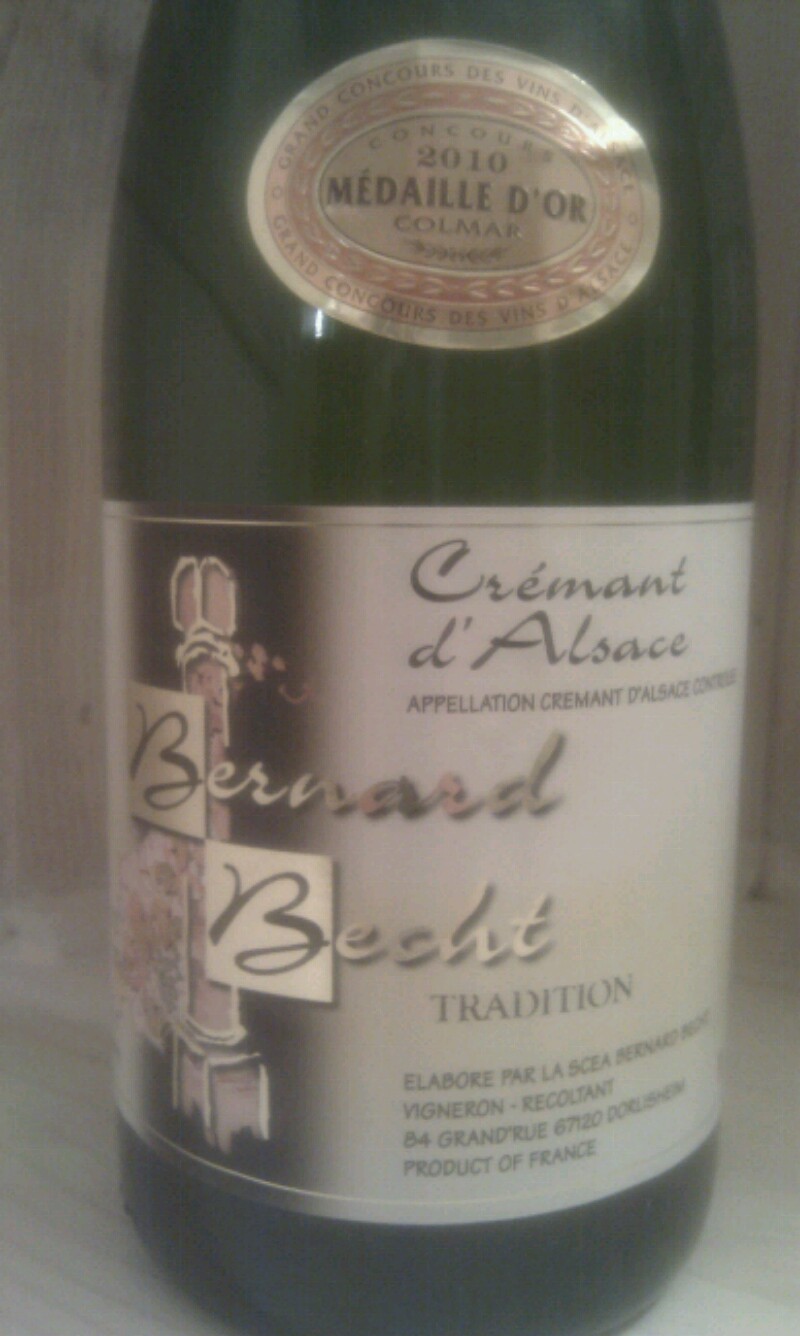 GRAND CONCOURS DES VINS D'ALSACE
CONCOURS
2010
MÉDAILLE D'OR
COLMAR
GRAND CONCOURS DES VINS D'ALSACE
Crémant
d'Alsace
APPELLATION CREMANT D'ALSACE CONTROLEE
Bernard
Becht
TRADITION
ELABORE PAR LA SCEA BERNARD BECHT
VIGNERON - RECOLTANT
84 GRAND'RUE 67120 DORLISHEIM
PRODUCT OF FRANCE